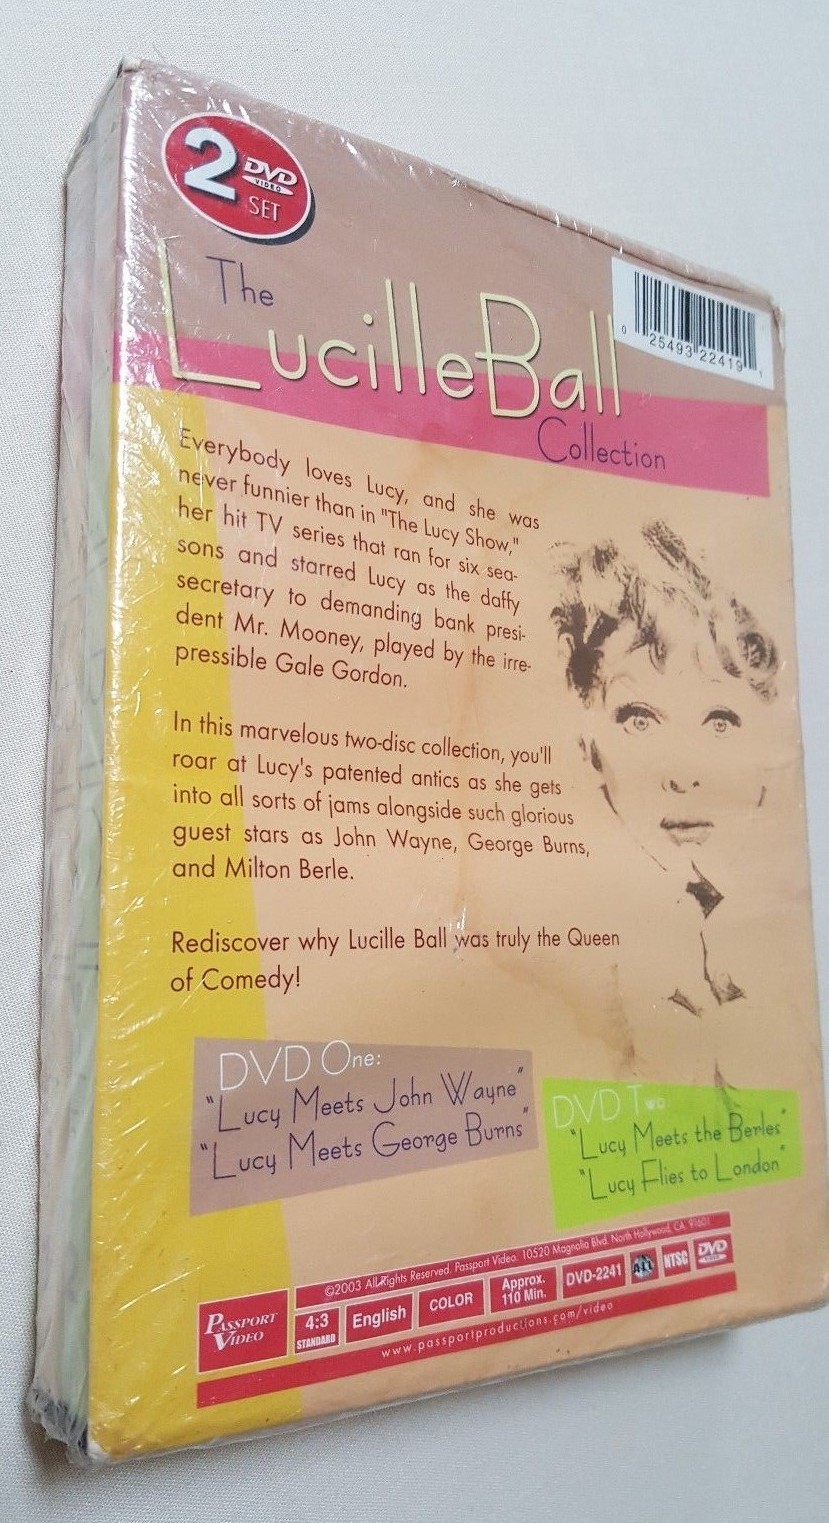 2 DVD
VIDEO
SET
The
Lucille Ball
Collection
0 25493 22419 1
Everybody loves Lucy, and she was
never funnier than in "The Lucy Show,"
her hit TV series that ran for six sea-
sons and starred Lucy as the daffy
secretary to demanding bank presi-
dent Mr. Mooney, played by the irre-
pressible Gale Gordon.
In this marvelous two-disc collection, you'll
roar at Lucy's patented antics as she gets
into all sorts of jams alongside such glorious
guest stars as John Wayne, George Burns,
and Milton Berle.
Rediscover why Lucille Ball was truly the Queen
of Comedy!
DVD One:
"Lucy Meets John Wayne"
"Lucy Meets George Burns"
DVD Two
"Lucy Meets the Berles"
"Lucy Flies to London"
©2003 All Rights Reserved. Passport Video. 10520 Magnolia Blvd. North Hollywood, CA. 91601
PASSPORT
VIDEO
4:3
STANDARD
English
COLOR
Approx.
110 Min.
DVD-2241
ALL
NTSC
DVD
VIDEO
www.passportproductions.com/video